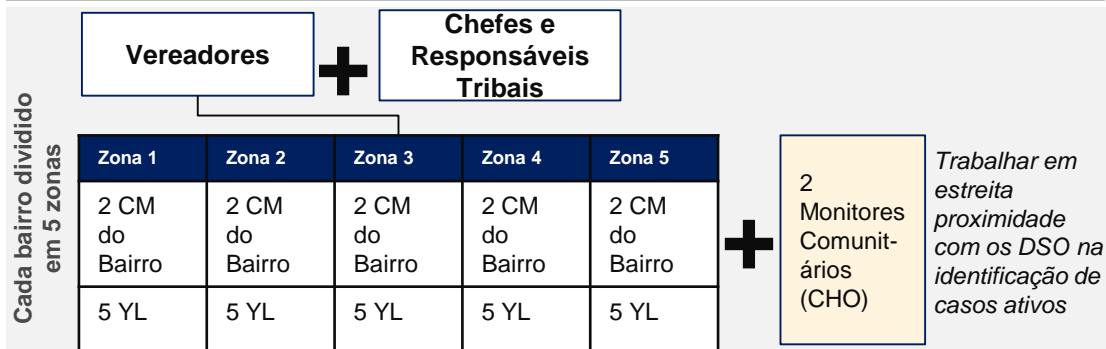 Vereadores
Chefes e
Responsáveis
Tribais
Cada bairro dividido
em 5 zonas
Zona 1
Zona 2
Zona 3
Zona 4
Zona 5
2 CM
do
Bairro
2 CM
do
Bairro
2 CM
do
Bairro
2 CM
do
Bairro
2 CM
do
Bairro
5 YL
5 YL
5 YL
5 YL
5 YL
2
Monitores
Comunit-
ários
(CHO)
Trabalhar em
estreita
proximidade
com os DSO na
identificação de
casos ativos